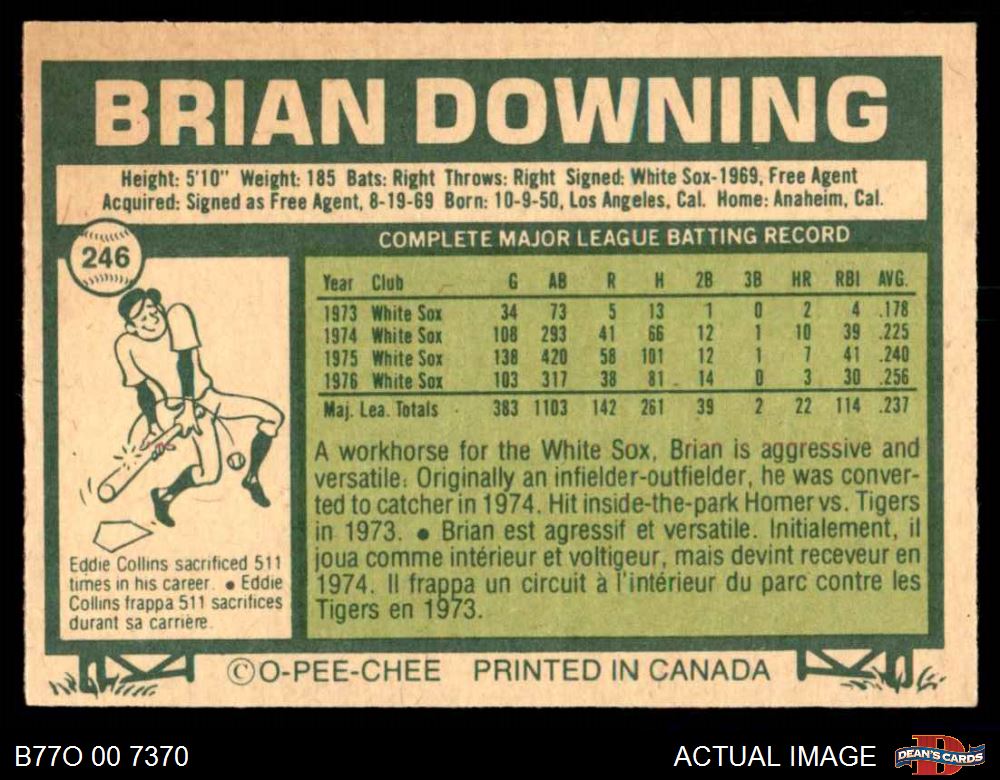 BRIAN DOWNING
Height: 5'10" Weight: 185 Bats: Right Throws: Right Signed: White Sox-1969, Free Agent
Acquired: Signed as Free Agent, 8-19-69 Born: 10-9-50, Los Angeles, Cal. Home: Anaheim, Cal.
246
COMPLETE MAJOR LEAGUE BATTING RECORD
Year Club G AB R H 2B 3B HR RBI AVG.
1973 White Sox 34 73 5 13 1 0 2 4 .178
1974 White Sox 108 293 41 66 12 1 10 39 .225
1975 White Sox 138 420 58 101 12 1 7 41 .240
1976 White Sox 103 317 38 81 14 0 3 30 .256
Maj. Lea. Totals 383 1103 142 261 39 2 22 114 .237
A workhorse for the White Sox, Brian is aggressive and
versatile: Originally an infielder-outfielder, he was conver-
ted to catcher in 1974. Hit inside-the-park Homer vs. Tigers
in 1973. ● Brian est agressif et versatile. Initialement, il
joua comme intérieur et voltigeur, mais devint receveur en
1974. Il frappa un circuit à l'intérieur du parc contre les
Tigers en 1973.
Eddie Collins sacrificed 511
times in his career. ● Eddie
Collins frappa 511 sacrifices
durant sa carrière.
©O-PEE-CHEE PRINTED IN CANADA
B77O 00 7370
ACTUAL IMAGE
D
DEAN'S CARDS